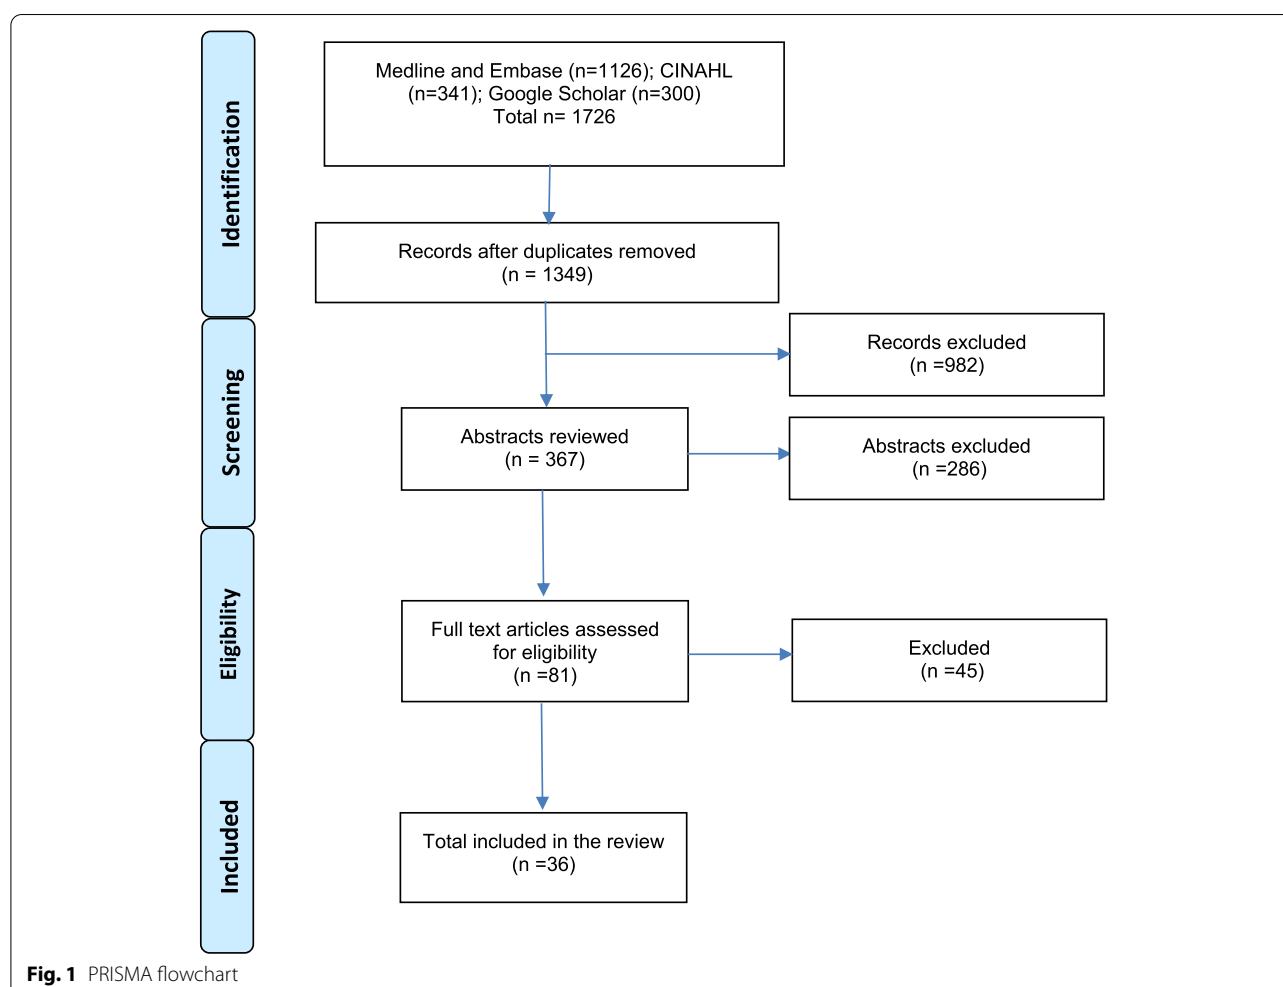 Identification
Medline and Embase (n=1126); CINAHL
(n=341); Google Scholar (n=300)
Total n= 1726
Records after duplicates removed
(n = 1349)
Screening
Records excluded
(n =982)
Abstracts reviewed
(n = 367)
Abstracts excluded
(n =286)
Eligibility
Full text articles assessed
for eligibility
(n =81)
Excluded
(n =45)
Included
Total included in the review
(n =36)
Fig. 1 PRISMA flowchart